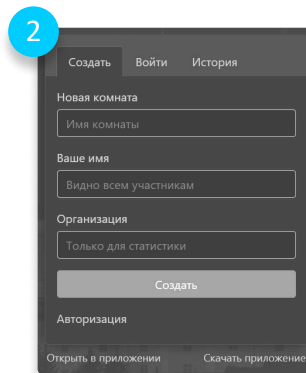 2
Создать Войти История
Новая комната
Имя комнаты
Ваше имя
Видно всем участникам
Организация
Только для статистики
Создать
Авторизация
Открыть в приложении Скачать приложение